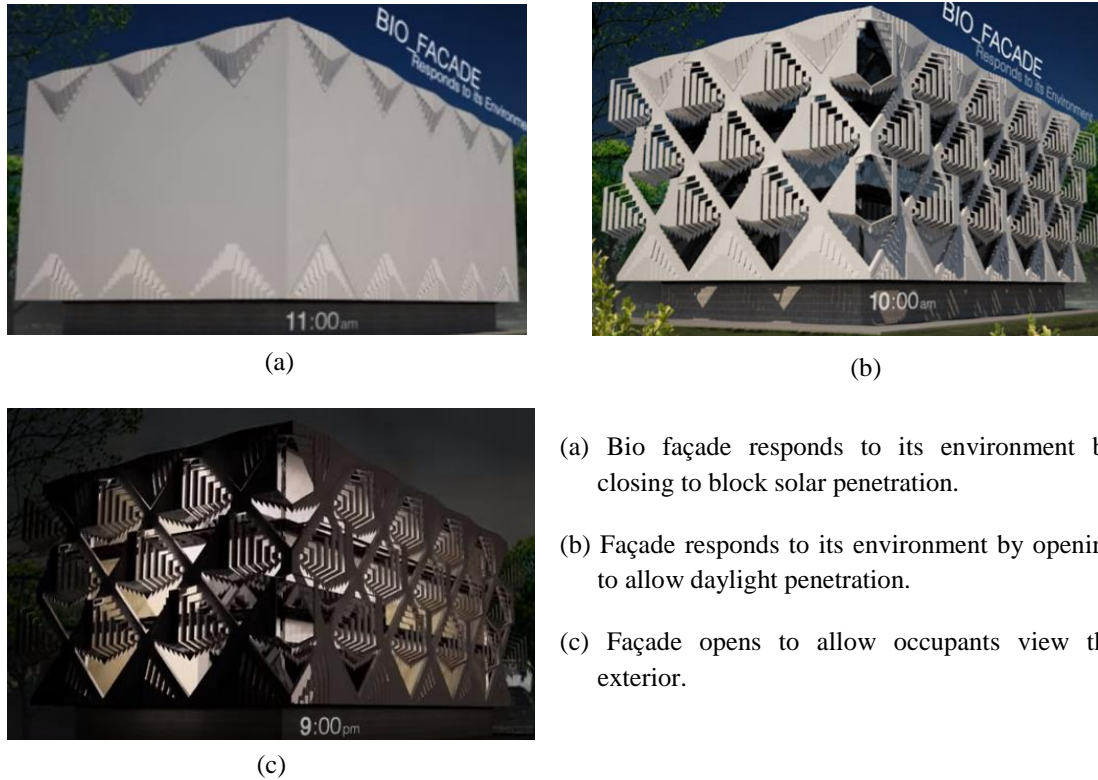 BIO_FACADE
Responds to its Environment
11:00am
(a)
BIO_FACADE
Responds to its Environment
10:00am
(b)
9:00pm
(c)
(a) Bio façade responds to its environment b
closing to block solar penetration.
(b) Façade responds to its environment by openin
to allow daylight penetration.
(c) Façade opens to allow occupants view th
exterior.